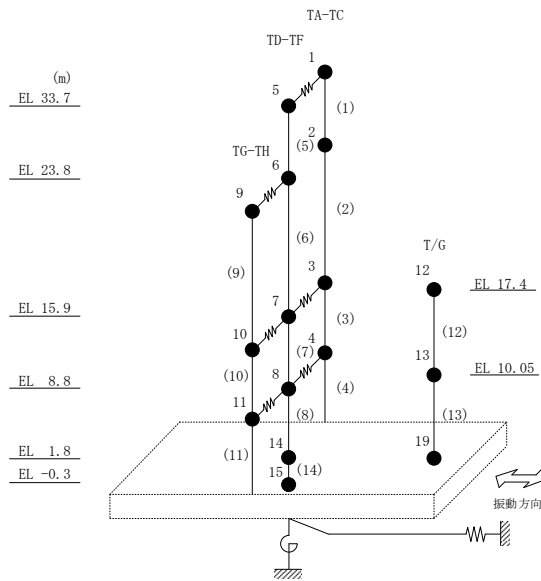 TA-TC
TD-TF
1
(m)
5
EL 33.7
(1)
2
(5)
TG-TH
6
EL 23.8
9
(2)
(6)
T/G
(9)
3
12
EL 17.4
7
EL 15.9
(3)
(12)
10
4
13
(7)
EL 10.05
(10)
8
EL 8.8
(4)
11
(8)
(13)
(11)
14
19
EL 1.8
15
(14)
EL -0.3
振動方向